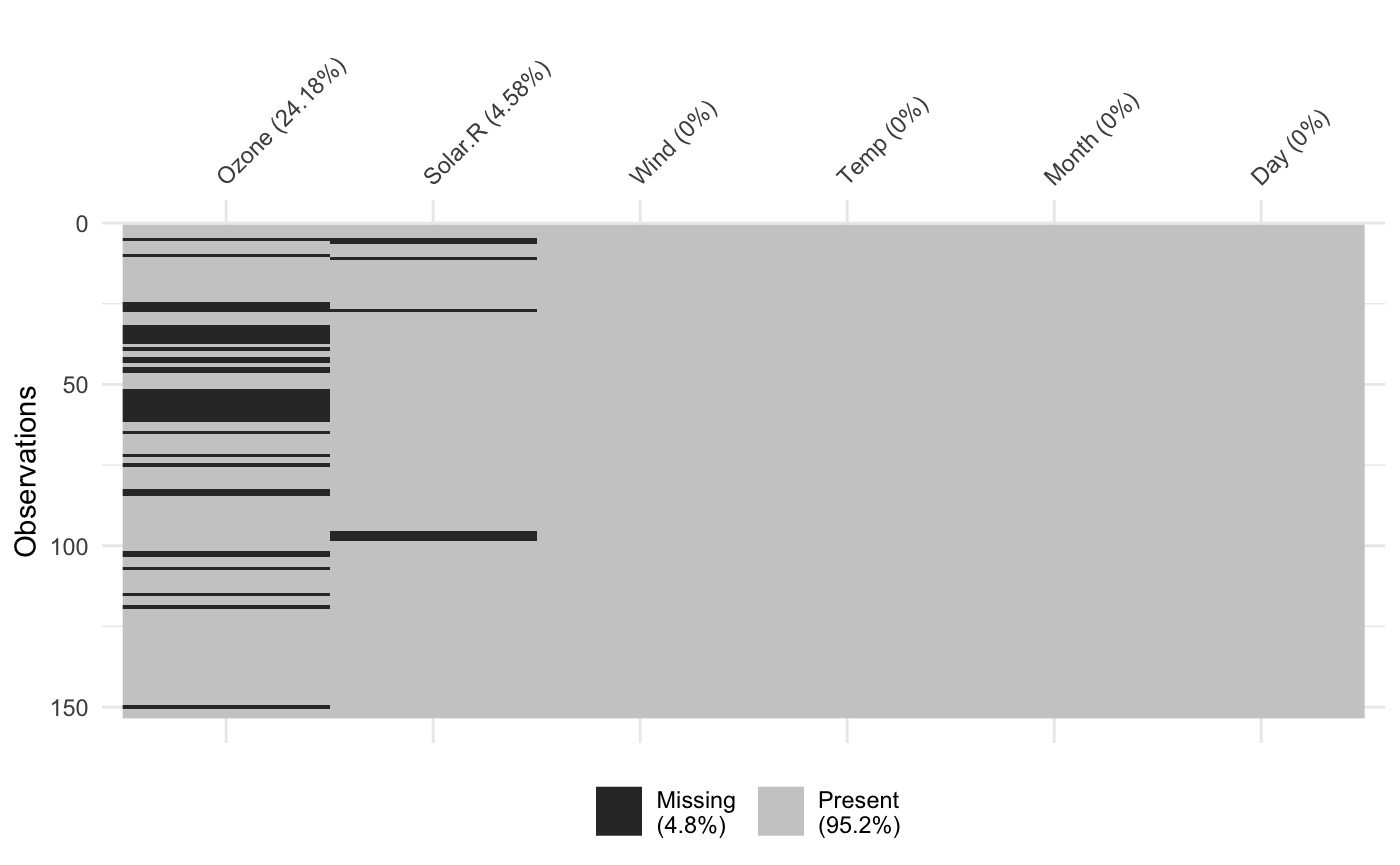 Ozone (24.18%)
Solar.R (4.58%)
Wind (0%)
Temp (0%)
Month (0%)
Day (0%)
0
50
100
150
Observations
Missing
(4.8%)
Present
(95.2%)